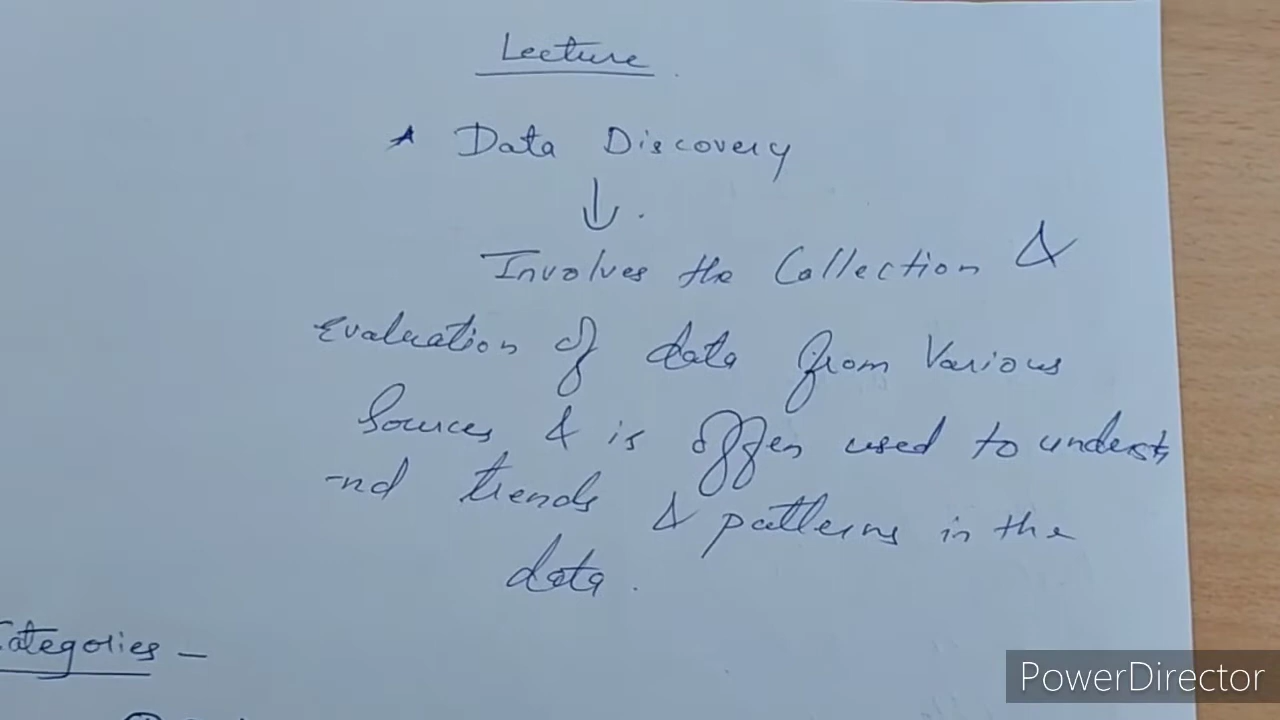 Lecture
* Data Discovery
↓
Involves the Collection &
evaluation of data from Various
Sources & is often used to underst
-nd trends & patterns in the
data.
Categories -
PowerDirector